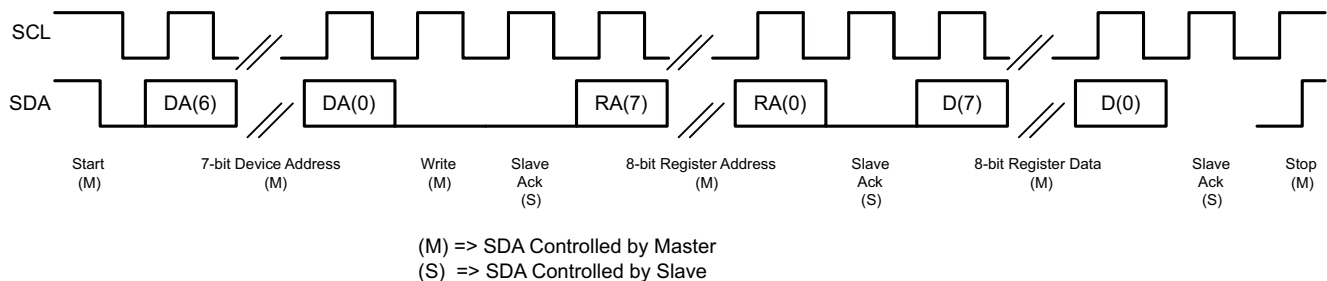 SCL
SDA
DA(6)
DA(0)
RA(7)
RA(0)
D(7)
D(0)
Start
(M)
7-bit Device Address
(M)
Write
(M)
Slave
Ack
(S)
8-bit Register Address
(M)
Slave
Ack
(S)
8-bit Register Data
(M)
Slave
Ack
(S)
Stop
(M)
(M) => SDA Controlled by Master
(S) => SDA Controlled by Slave